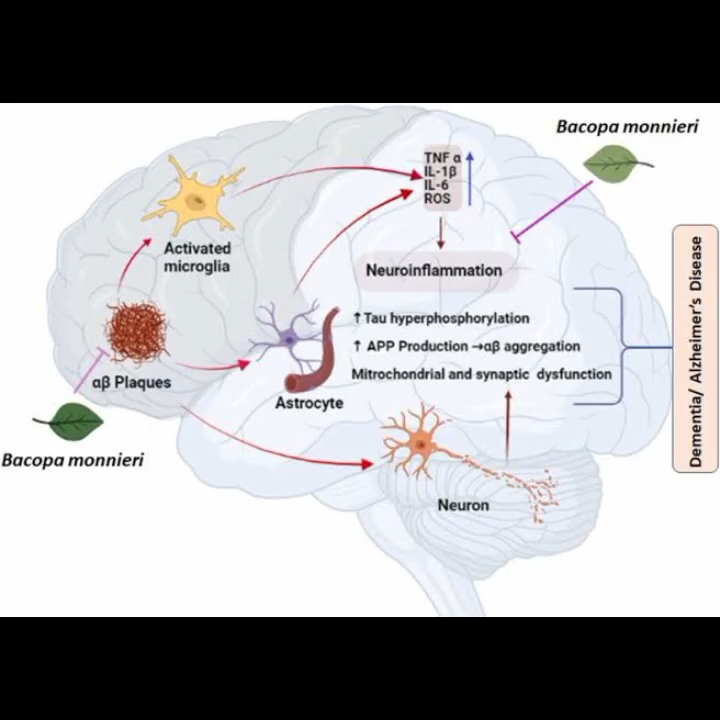 Bacopa monnieri
TNF α
IL-1β
IL-6
ROS
Activated
microglia
Neuroinflammation
↑Tau hyperphosphorylation
↑ APP Production →αβ aggregation
Mitrochondrial and synaptic dysfunction
αβ Plaques
Astrocyte
Bacopa monnieri
Neuron
Dementia/ Alzheimer's Disease